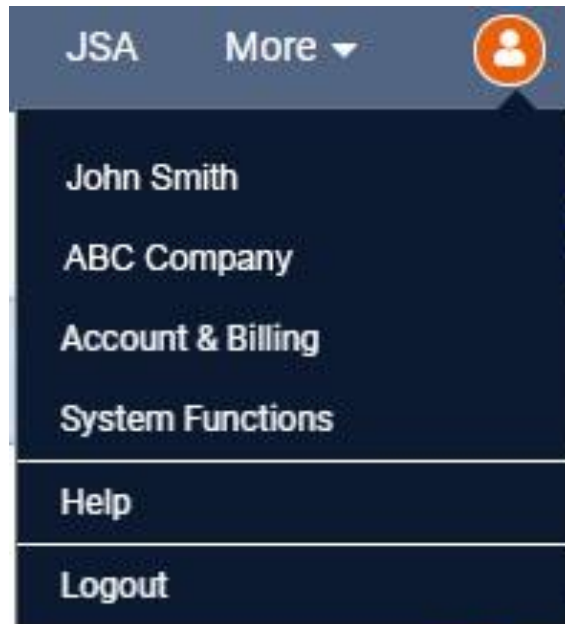 JSA More
John Smith
ABC Company
Account & Billing
System Functions
Help
Logout